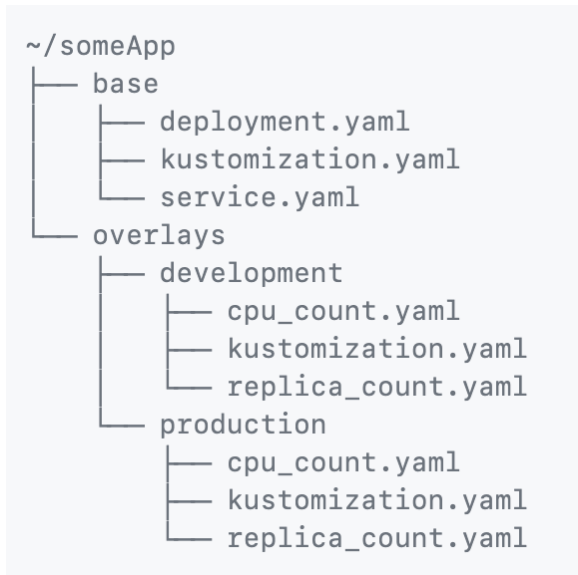 ~/someApp
├── base
│   ├── deployment.yaml
│   ├── kustomization.yaml
│   └── service.yaml
└── overlays
    ├── development
    │   ├── cpu_count.yaml
    │   ├── kustomization.yaml
    │   └── replica_count.yaml
    └── production
        ├── cpu_count.yaml
        ├── kustomization.yaml
        └── replica_count.yaml